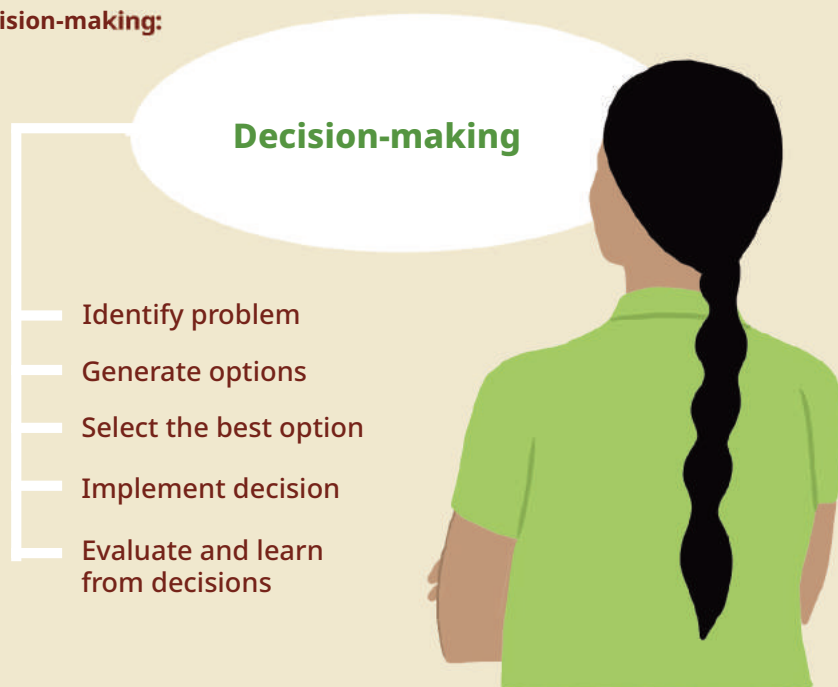 ision-making:
Decision-making
Identify problem
Generate options
Select the best option
Implement decision
Evaluate and learn
from decisions